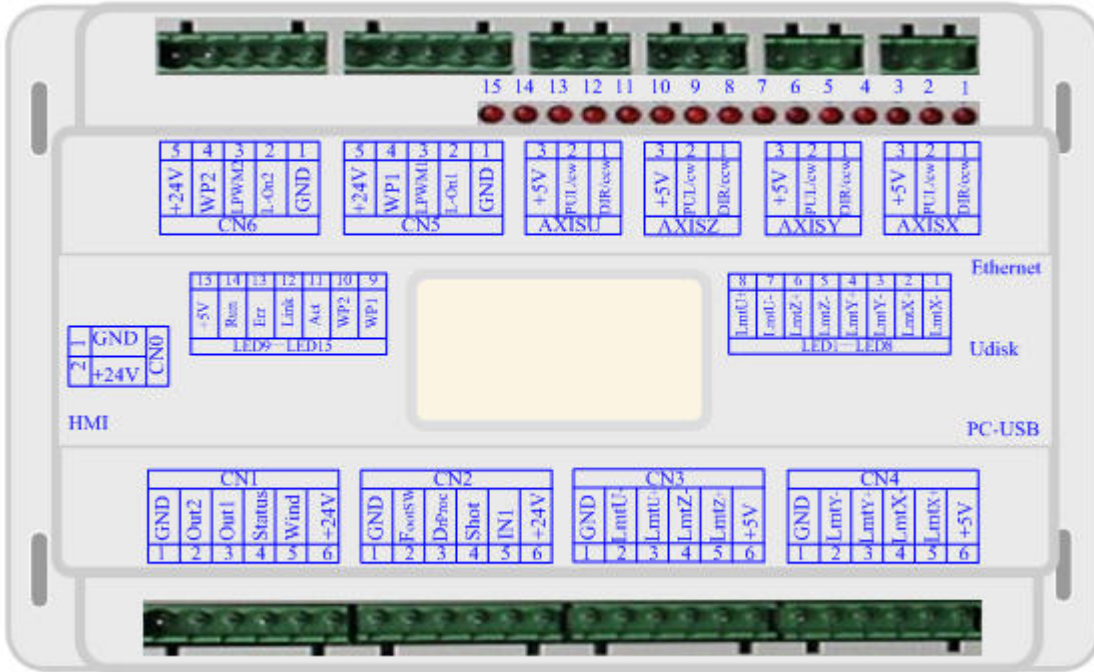 15 14 13 12 11 10 9 8 7 6 5 4 3 2 1
5 4 3 2 1
+24V WP2 LPWM2 L-On2 GND
CN6
5 4 3 2 1
+24V WP1 LPWM1 L-On1 GND
CN5
3 2 1
+5V PUL/cw DIR/ccw
AXISU
3 2 1
+5V PUL/cw DIR/ccw
AXISZ
3 2 1
+5V PUL/cw DIR/ccw
AXISY
3 2 1
+5V PUL/cw DIR/ccw
AXISX
Ethernet
15 14 13 12 11 10 9
+5V Run Err Link Act WP2 WP1
LED9—LED15
8 7 6 5 4 3 2 1
LmtU+ LmtU- LmtZ+ LmtZ- LmtY+ LmtY- LmtX+ LmtX-
LED1—LED8
1 GND
2 +24V
CN0
Udisk
HMI
PC-USB
CN1
GND Out2 Out1 Status Wind +24V
1 2 3 4 5 6
CN2
GND FootSW DrProc Shot IN1 +24V
1 2 3 4 5 6
CN3
GND LmtU- LmtU+ LmtZ- LmtZ+ +5V
1 2 3 4 5 6
CN4
GND LmtY- LmtY+ LmtX- LmtX+ +5V
1 2 3 4 5 6